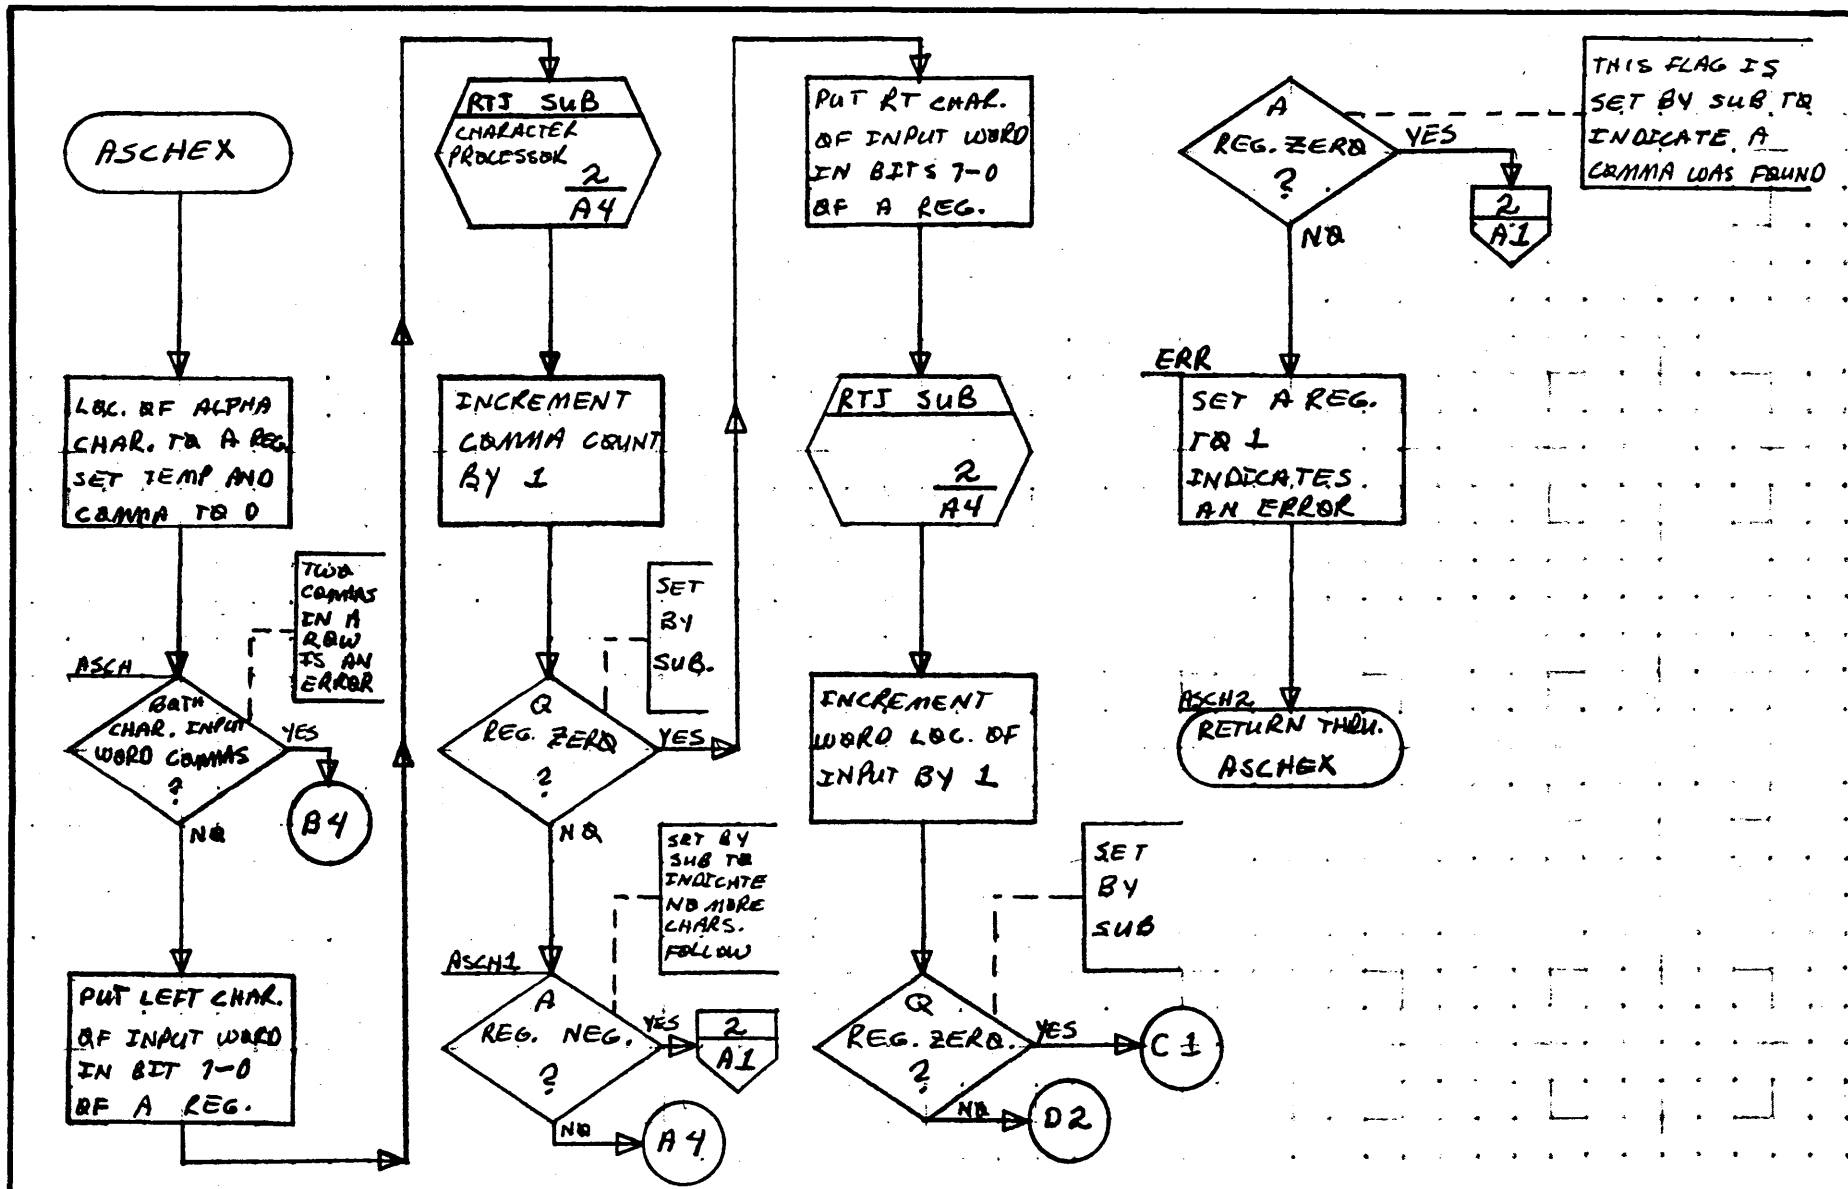 ASCHEX
LOC. OF ALPHA
CHAR. TO A REG.
SET TEMP AND
COMMA TO 0
TWO
COMMAS
IN A
ROW
IS AN
ERROR
ASCH
BOTH
CHAR. INPUT
WORD COMMAS
?
YES
B4
NO
PUT LEFT CHAR.
OF INPUT WORD
IN BIT 7-0
OF A REG.
RTJ SUB
CHARACTER
PROCESSOR
2
A4
INCREMENT
COMMA COUNT
BY 1
SET
BY
SUB.
Q
REG. ZERO
?
YES
NO
SET BY
SUB TO
INDICATE
NO MORE
CHARS.
FOLLOW
ASCH1
A
REG. NEG.
?
YES
2
A1
NO
A4
PUT RT CHAR.
OF INPUT WORD
IN BITS 7-0
OF A REG.
RTJ SUB
2
A4
INCREMENT
WORD LOC. OF
INPUT BY 1
SET
BY
SUB
Q
REG. ZERO.
?
YES
C1
NO
D2
A
REG. ZERO
?
YES
2
A1
NO
THIS FLAG IS
SET BY SUB TO
INDICATE A
COMMA WAS FOUND
ERR
SET A REG.
TO 1
INDICATES
AN ERROR
ASCH2
RETURN THRU.
ASCHEX